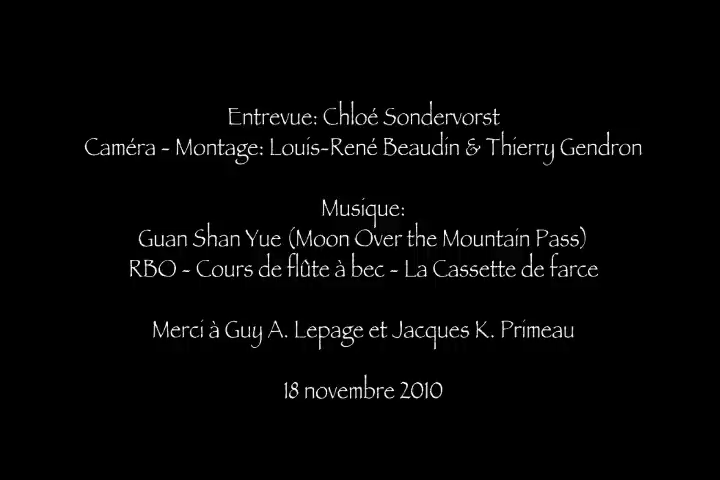 Entrevue: Chloé Sondervorst
Caméra - Montage: Louis-René Beaudin & Thierry Gendron
Musique:
Guan Shan Yue (Moon Over the Mountain Pass)
RBO - Cours de flûte à bec - La Cassette de farce
Merci à Guy A. Lepage et Jacques K. Primeau
18 novembre 2010